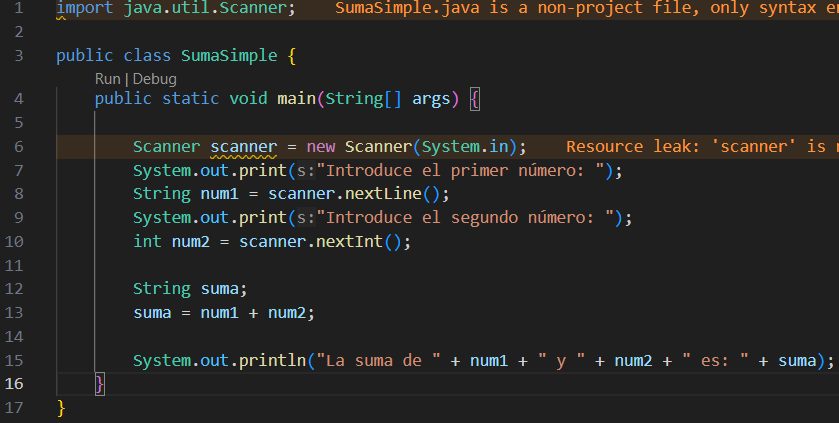 1 import java.util.Scanner; SumaSimple.java is a non-project file, only syntax
2
3 public class SumaSimple {
Run | Debug
4 public static void main(String[] args) {
5
6 Scanner scanner = new Scanner(System.in); Resource leak: 'scanner' is
7 System.out.print(s:"Introduce el primer número: ");
8 String num1 = scanner.nextLine();
9 System.out.print(s:"Introduce el segundo número: ");
10 int num2 = scanner.nextInt();
11
12 String suma;
13 suma = num1 + num2;
14
15 System.out.println("La suma de " + num1 + " y " + num2 + " es: " + suma);
16 }
17 }